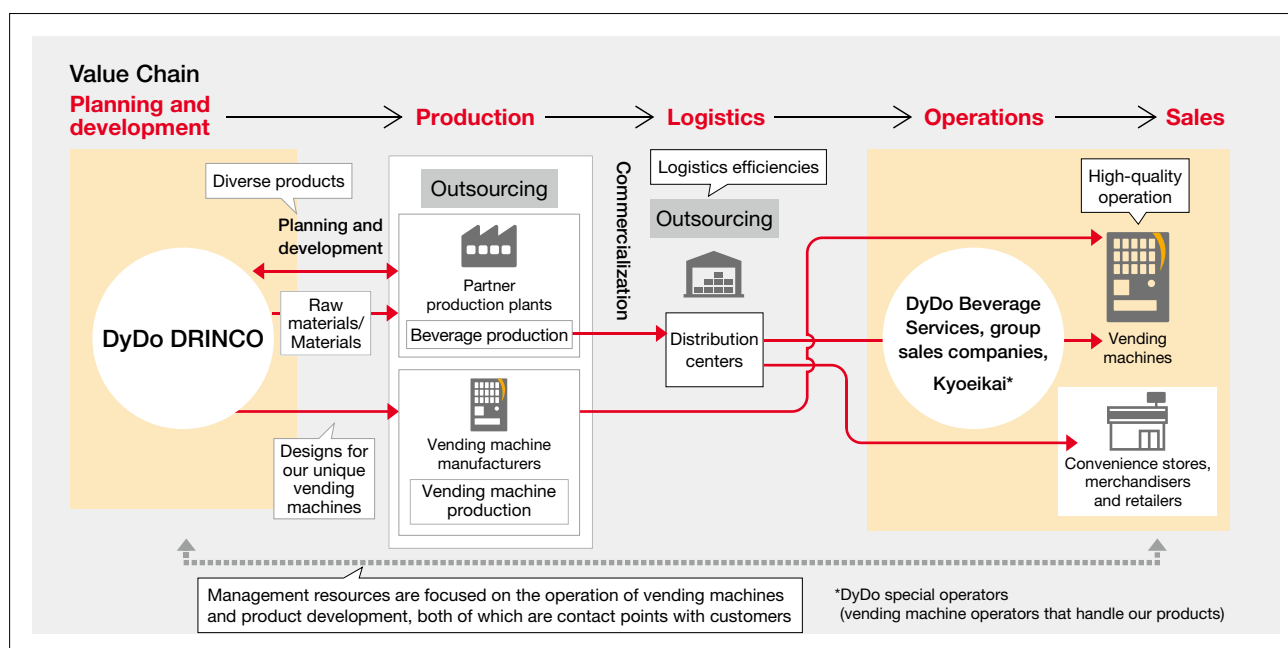 Value Chain
Planning and
development
Production
Logistics
Operations
Sales
Diverse products
Planning and
development
DyDo DRINCO
Raw
materials/
Materials
Designs for
our unique
vending
machines
Outsourcing
Partner
production plants
Beverage production
Vending machine
manufacturers
Vending machine
production
Commercialization
Logistics efficiencies
Outsourcing
Distribution
centers
DyDo Beverage
Services, group
sales companies,
Kyoeikai*
High-quality
operation
Vending
machines
Convenience stores,
merchandisers
and retailers
Management resources are focused on the operation of vending machines
and product development, both of which are contact points with customers
*DyDo special operators
(vending machine operators that handle our products)